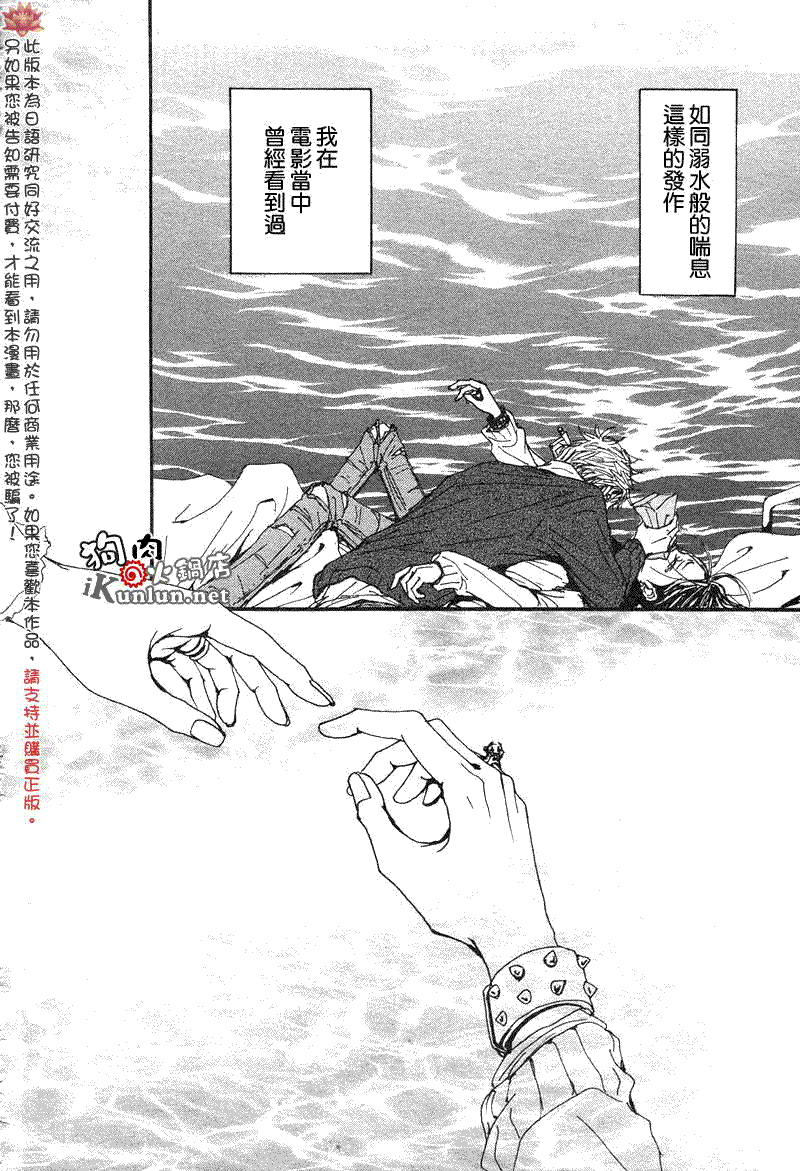 如同溺水般的喘息
這樣的發作
我在
電影當中
曾經看到過
此版本為日語研究同好交流之用，請勿用於任何商業用途。如果您喜歡本作品，請支持並購買正版。
另如果您被告知需要付費，才能看到本漫畫，那麼，您被騙了！
狗肉
火鍋店
iKunlun.net